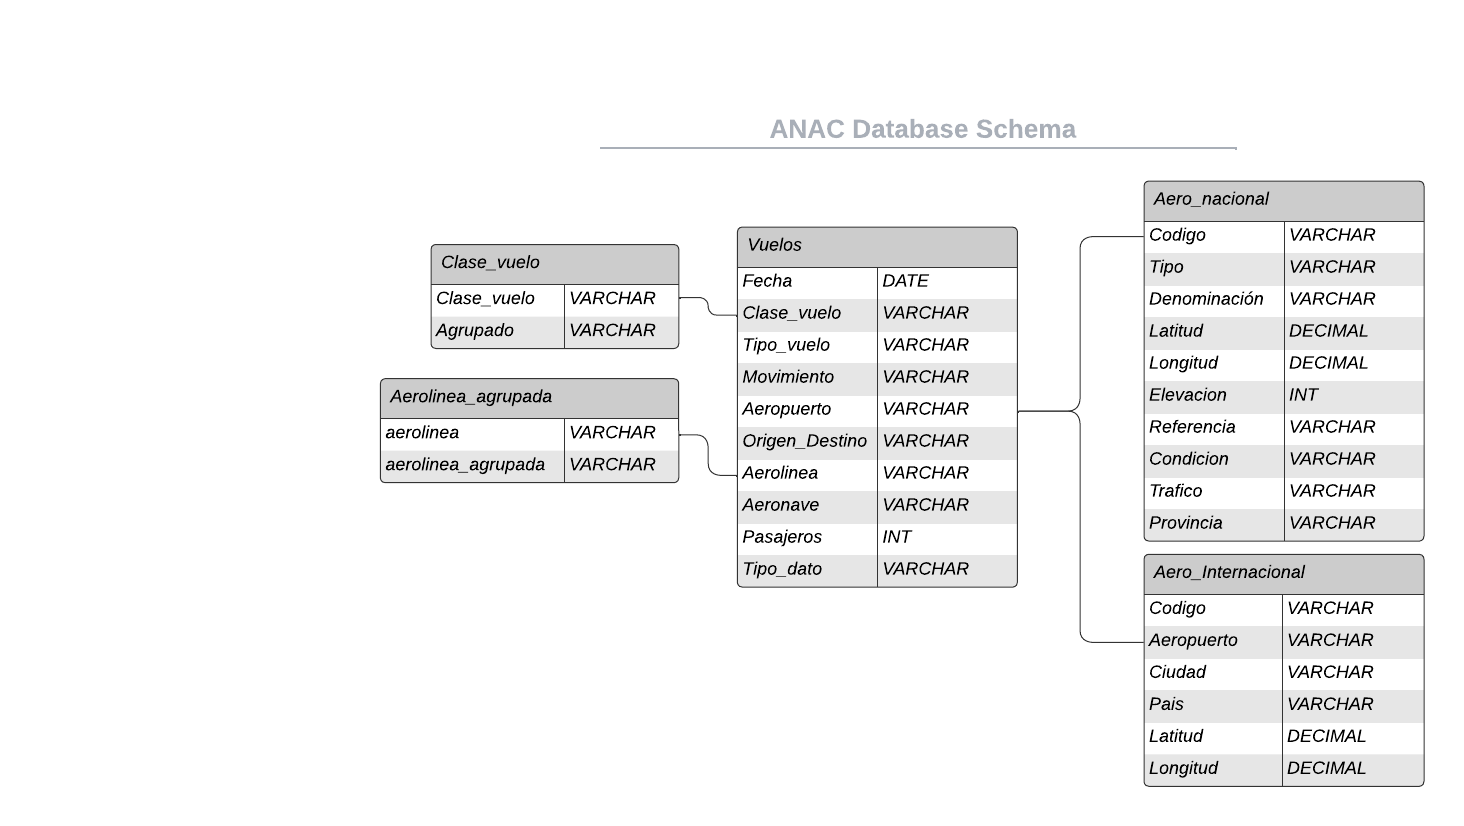 ANAC Database Schema
Clase_vuelo
Clase_vuelo VARCHAR
Agrupado VARCHAR
Aerolinea_agrupada
aerolinea VARCHAR
aerolinea_agrupada VARCHAR
Vuelos
Fecha DATE
Clase_vuelo VARCHAR
Tipo_vuelo VARCHAR
Movimiento VARCHAR
Aeropuerto VARCHAR
Origen_Destino VARCHAR
Aerolinea VARCHAR
Aeronave VARCHAR
Pasajeros INT
Tipo_dato VARCHAR
Aero_nacional
Codigo VARCHAR
Tipo VARCHAR
Denominación VARCHAR
Latitud DECIMAL
Longitud DECIMAL
Elevacion INT
Referencia VARCHAR
Condicion VARCHAR
Trafico VARCHAR
Provincia VARCHAR
Aero_Internacional
Codigo VARCHAR
Aeropuerto VARCHAR
Ciudad VARCHAR
Pais VARCHAR
Latitud DECIMAL
Longitud DECIMAL